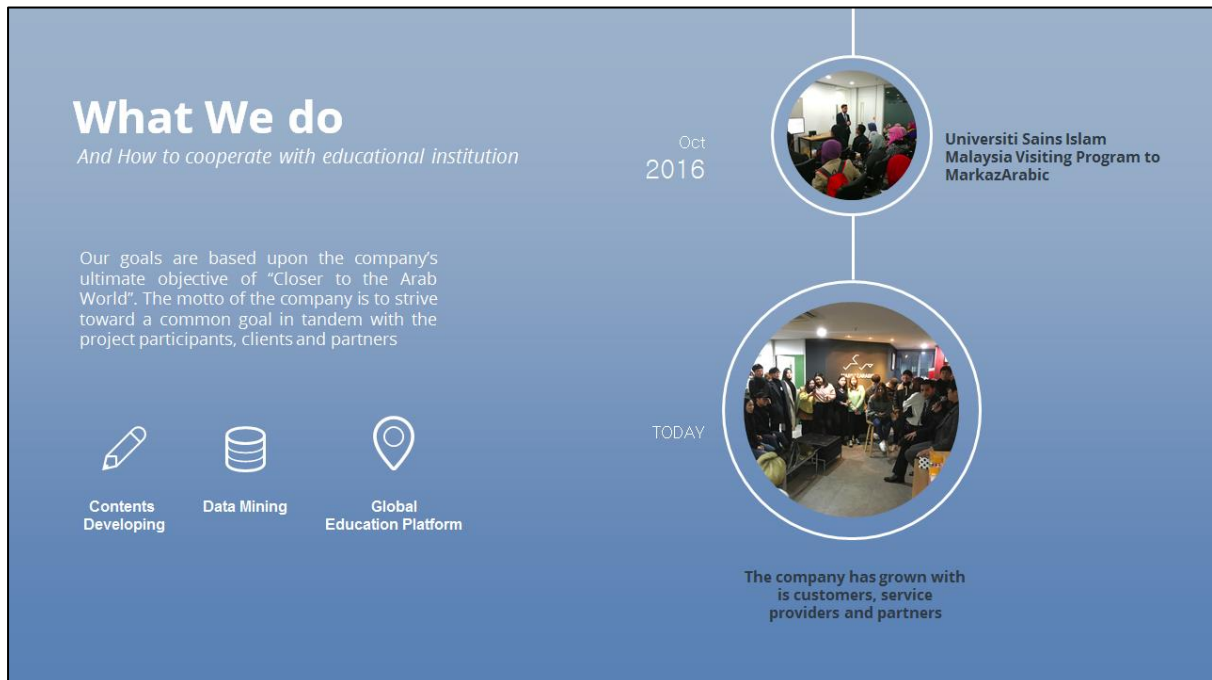 What We do
And How to cooperate with educational institution
Our goals are based upon the company's
ultimate objective of "Closer to the Arab
World". The motto of the company is to strive
toward a common goal in tandem with the
project participants, clients and partners
Contents
Developing
Data Mining
Global
Education Platform
Oct
2016
Universiti Sains Islam
Malaysia Visiting Program to
MarkazArabic
TODAY
The company has grown with
is customers, service
providers and partners